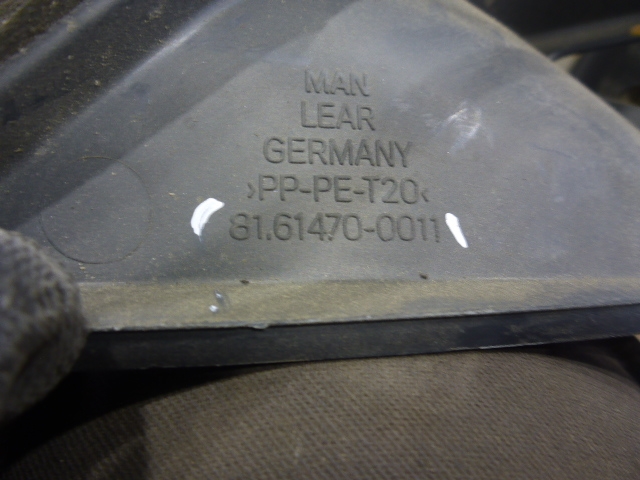 MAN
LEAR
GERMANY
›PP-PE-T20‹
81.61470-0011